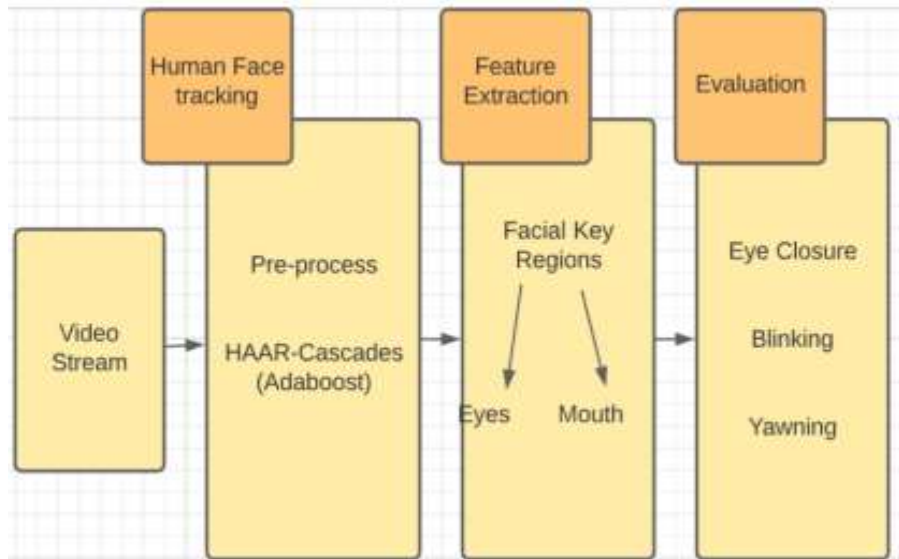 Human Face
tracking
Feature
Extraction
Evaluation
Video
Stream
Pre-process
HAAR-Cascades
(Adaboost)
Facial Key
Regions
Eyes
Mouth
Eye Closure
Blinking
Yawning